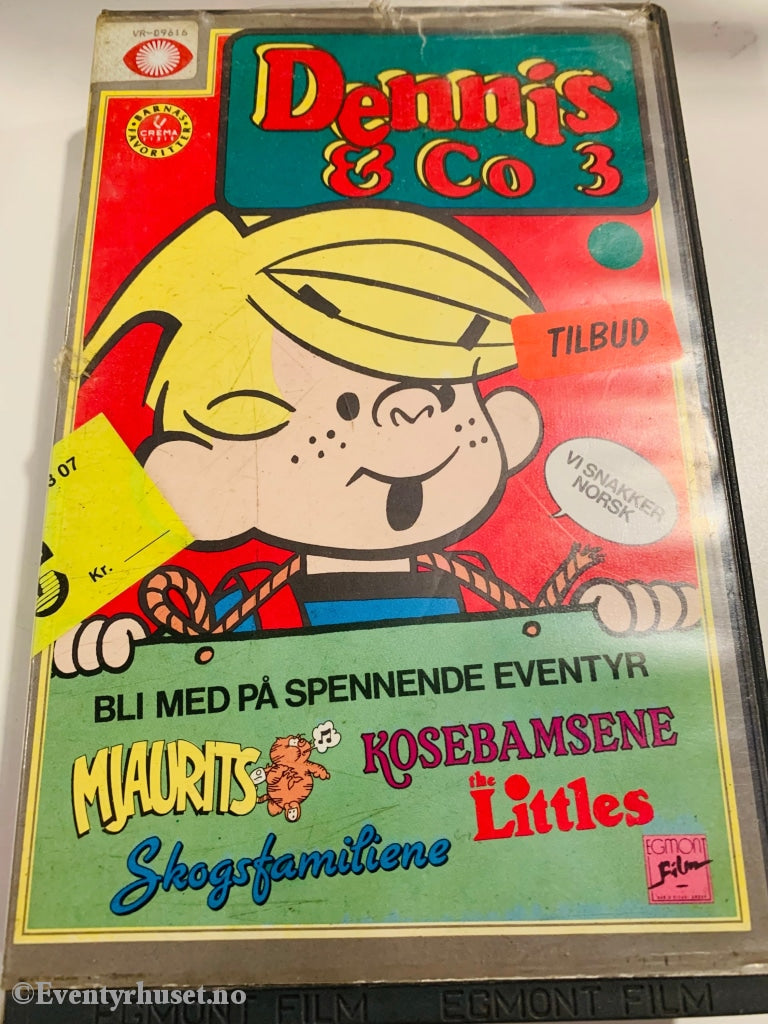 VR-09616
BARNAS
CREMA
FAVORITTER
Dennis
& Co 3
TILBUD
VI SNAKKER
NORSK
07
Kr.
BLI MED PÅ SPENNENDE EVENTYR
MJAURITS
KOSEBAMSENE
the
Littles
Skogsfamiliene
EGMONT
Film
©Eventyrhuset.no
EGMONT FILM EGMONT FILM